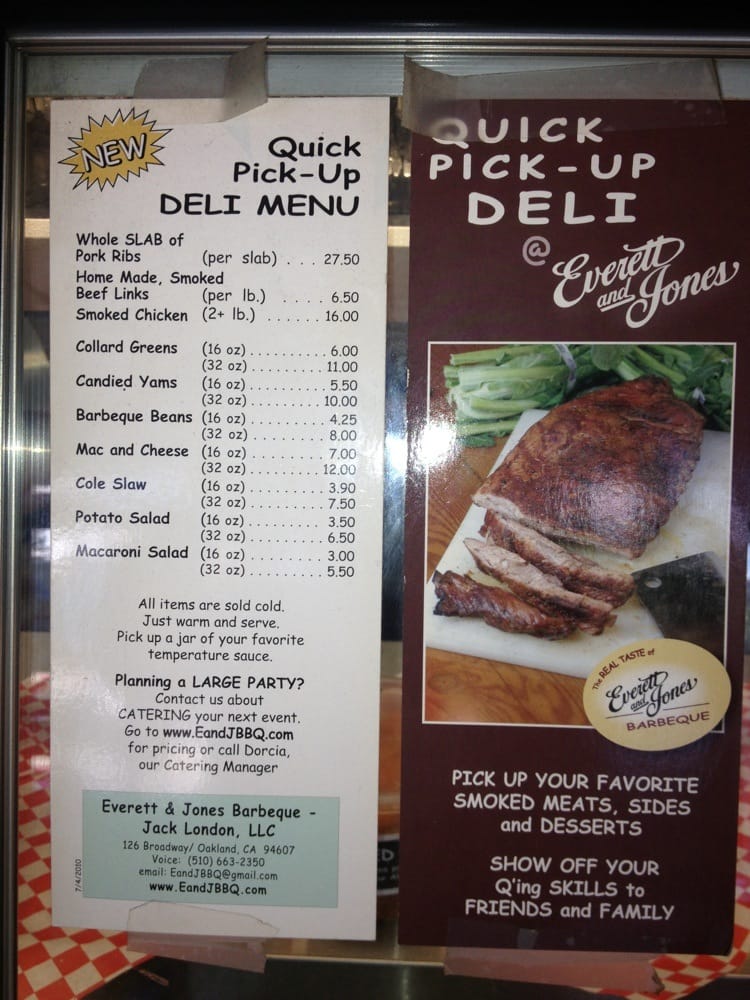 NEW
Quick
Pick-Up
DELI MENU
Whole SLAB of
Pork Ribs (per slab) . . . 27.50
Home Made, Smoked
Beef Links (per lb.) . . . . 6.50
Smoked Chicken (2+ lb.) . . . . . . 16.00
Collard Greens (16 oz) . . . . . . . . . 6.00
(32 oz) . . . . . . . . . 11.00
Candied Yams (16 oz) . . . . . . . . . 5.50
(32 oz) . . . . . . . . . 10.00
Barbeque Beans (16 oz) . . . . . . . . . 4.25
(32 oz) . . . . . . . . . 8.00
Mac and Cheese (16 oz) . . . . . . . . . 7.00
(32 oz) . . . . . . . . . 12.00
Cole Slaw (16 oz) . . . . . . . . . 3.90
(32 oz) . . . . . . . . . 7.50
Potato Salad (16 oz) . . . . . . . . . 3.50
(32 oz) . . . . . . . . . 6.50
Macaroni Salad (16 oz) . . . . . . . . . 3.00
(32 oz) . . . . . . . . . 5.50
All items are sold cold.
Just warm and serve.
Pick up a jar of your favorite
temperature sauce.
Planning a LARGE PARTY?
Contact us about
CATERING your next event.
Go to www.EandJBBQ.com
for pricing or call Dorcia,
our Catering Manager
Everett & Jones Barbeque -
Jack London, LLC
126 Broadway/ Oakland, CA 94607
Voice: (510) 663-2350
email: EandJBBQ@gmail.com
www.EandJBBQ.com
7/4/2010
QUICK
PICK-UP
DELI
@ Everett
and Jones
The REAL TASTE of
Everett
and Jones
BARBEQUE
PICK UP YOUR FAVORITE
SMOKED MEATS, SIDES
and DESSERTS
SHOW OFF YOUR
Q'ing SKILLS to
FRIENDS and FAMILY